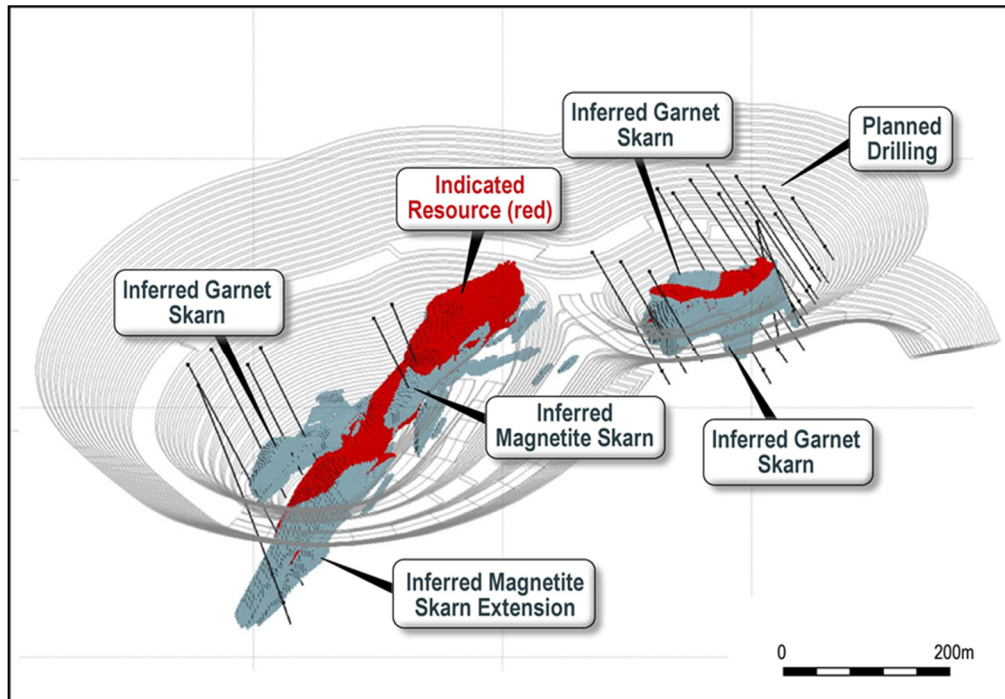 Inferred Garnet
Skarn
Planned
Drilling
Indicated
Resource (red)
Inferred Garnet
Skarn
Inferred
Magnetite Skarn
Inferred Garnet
Skarn
Inferred Magnetite
Skarn Extension
0
200m